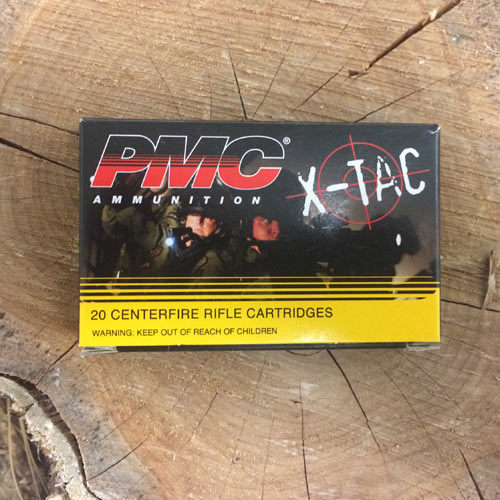 PMC®
AMMUNITION
X-TAC
20 CENTERFIRE RIFLE CARTRIDGES
WARNING: KEEP OUT OF REACH OF CHILDREN